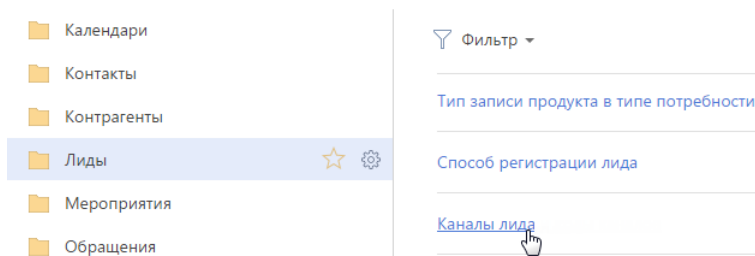 Календари
Контакты
Контрагенты
Лиды
Мероприятия
Обращения
Фильтр
Тип записи продукта в типе потребности
Способ регистрации лида
Каналы лида